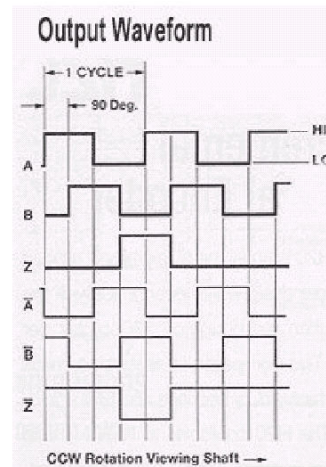 Output Waveform
1 CYCLE
90 Deg.
HI
LO
A
B
Z
A̅
B̅
Z̅
CCW Rotation Viewing Shaft →